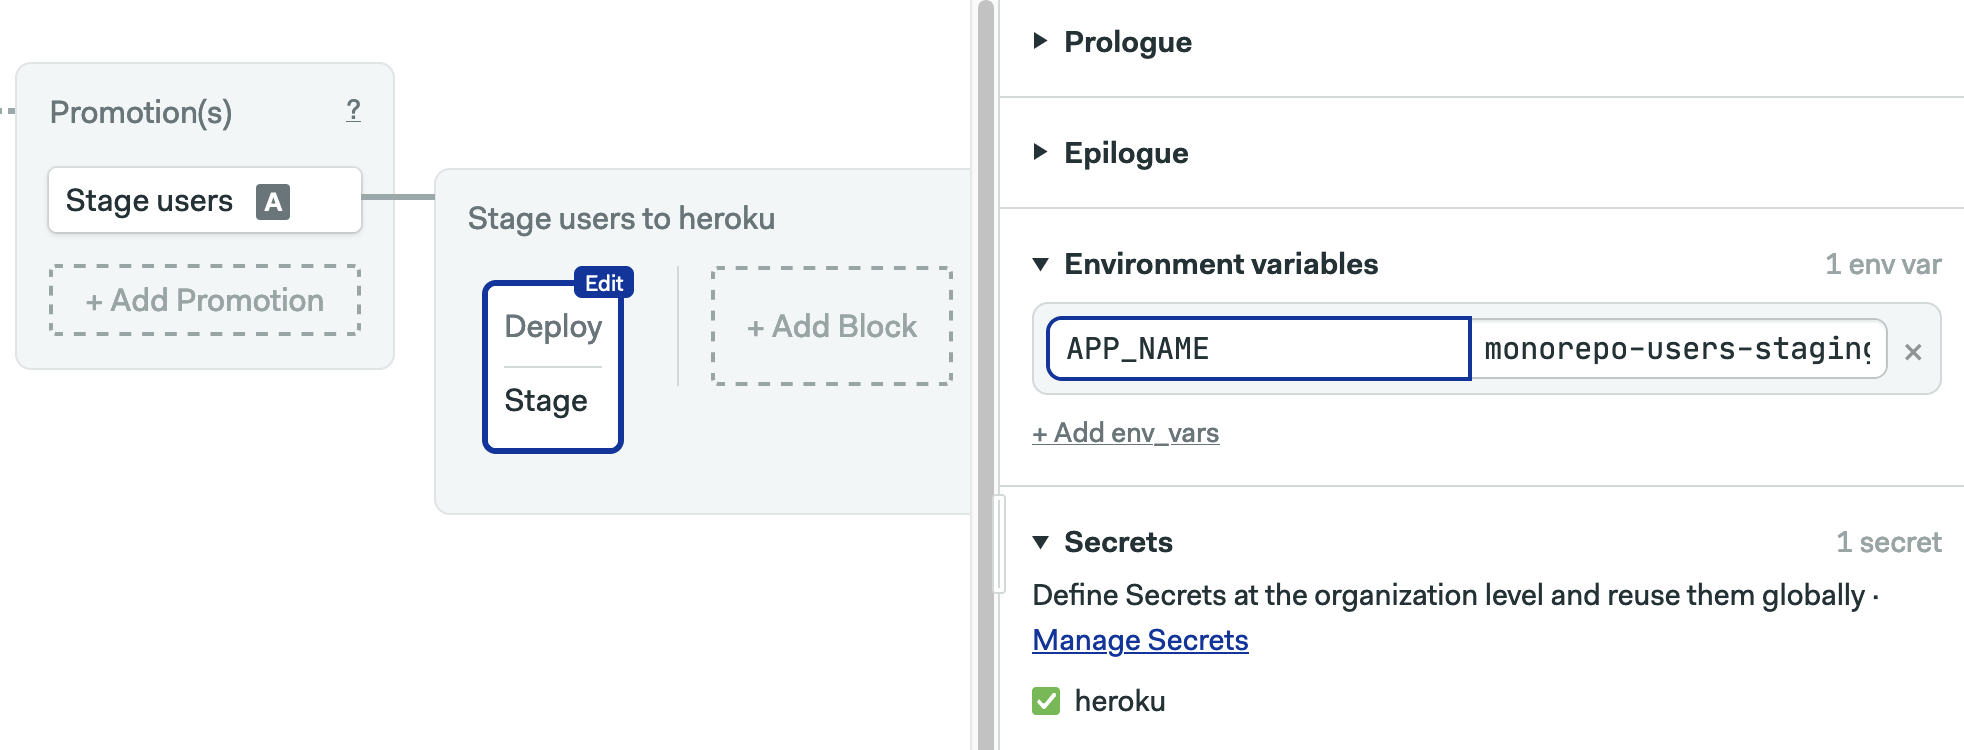 Promotion(s) ?
Stage users A
+ Add Promotion
Stage users to heroku
Edit
Deploy
Stage
+ Add Block
Prologue
Epilogue
Environment variables 1 env var
APP_NAME monorepo-users-staging ×
+ Add env_vars
Secrets 1 secret
Define Secrets at the organization level and reuse them globally ·
Manage Secrets
heroku